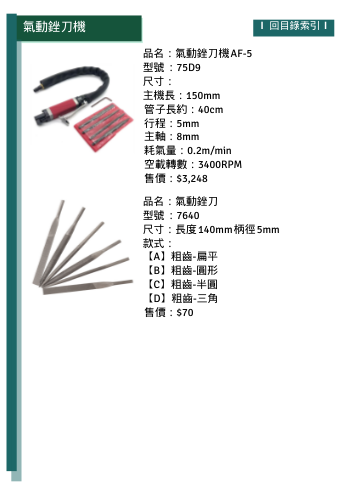 氣動銼刀機
回目錄索引
品名：氣動銼刀機AF-5
型號：75D9
尺寸：
主機長：150mm
管子長約：40cm
行程：5mm
主軸：8mm
耗氣量：0.2m/min
空載轉數：3400RPM
售價：$3,248
品名：氣動銼刀
型號：7640
尺寸：長度140mm柄徑5mm
款式：
【A】粗齒-扁平
【B】粗齒-圓形
【C】粗齒-半圓
【D】粗齒-三角
售價：$70